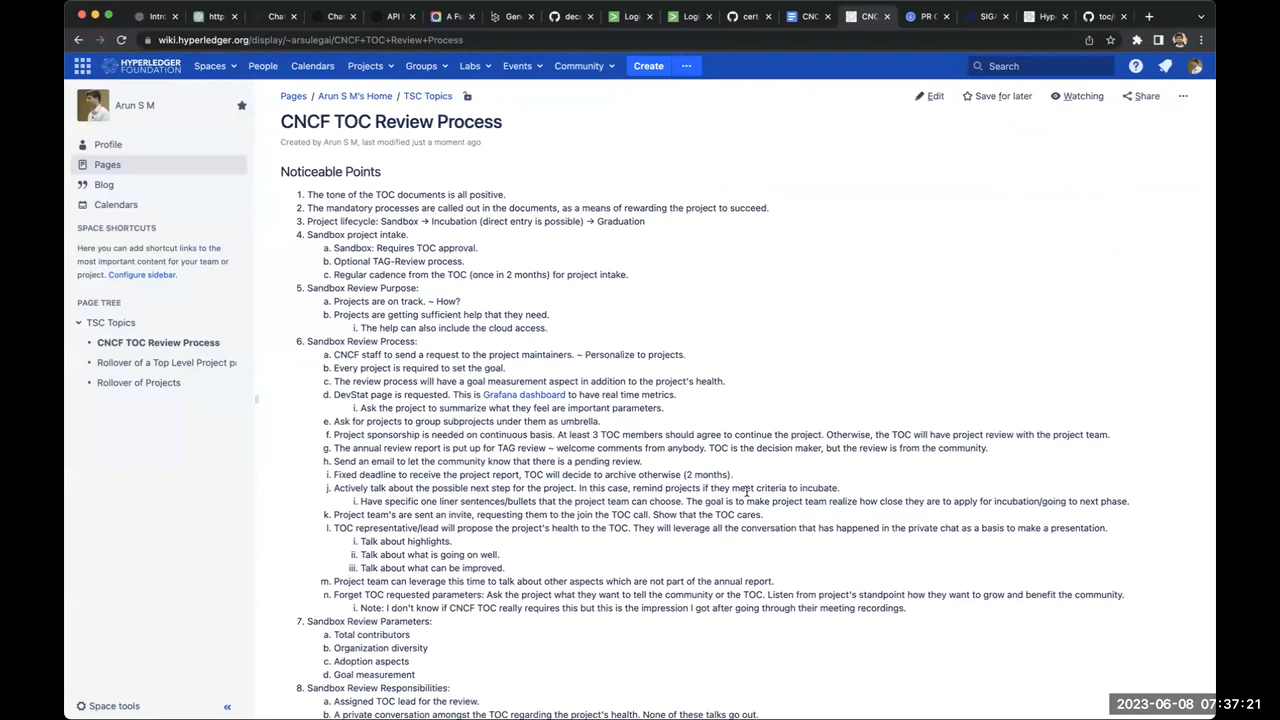 Intro
http
Chat
Chat
API
A Fu
Gene
deco
Logi
Logi
cert
CNC
CNC
PR C
SIGA
Hype
toc/
wiki.hyperledger.org/display/~arsulegai/CNCF+TOC+Review+Process
HYPERLEDGER FOUNDATION Spaces People Calendars Projects Groups Labs Events Community Create ... Search
Arun S M
Profile
Pages
Blog
Calendars
SPACE SHORTCUTS
Here you can add shortcut links to the
most important content for your team or
project. Configure sidebar.
PAGE TREE
TSC Topics
• CNCF TOC Review Process
• Rollover of a Top Level Project p
• Rollover of Projects
Space tools «
Pages / Arun S M's Home / TSC Topics
Edit Save for later Watching Share ...
CNCF TOC Review Process
Created by Arun S M, last modified just a moment ago
Noticeable Points
1. The tone of the TOC documents is all positive.
2. The mandatory processes are called out in the documents, as a means of rewarding the project to succeed.
3. Project lifecycle: Sandbox → Incubation (direct entry is possible) → Graduation
4. Sandbox project intake.
a. Sandbox: Requires TOC approval.
b. Optional TAG-Review process.
c. Regular cadence from the TOC (once in 2 months) for project intake.
5. Sandbox Review Purpose:
a. Projects are on track. ~ How?
b. Projects are getting sufficient help that they need.
i. The help can also include the cloud access.
6. Sandbox Review Process:
a. CNCF staff to send a request to the project maintainers. ~ Personalize to projects.
b. Every project is required to set the goal.
c. The review process will have a goal measurement aspect in addition to the project's health.
d. DevStat page is requested. This is Grafana dashboard to have real time metrics.
i. Ask the project to summarize what they feel are important parameters.
e. Ask for projects to group subprojects under them as umbrella.
f. Project sponsorship is needed on continuous basis. At least 3 TOC members should agree to continue the project. Otherwise, the TOC will have project review with the project team.
g. The annual review report is put up for TAG review ~ welcome comments from anybody. TOC is the decision maker, but the review is from the community.
h. Send an email to let the community know that there is a pending review.
i. Fixed deadline to receive the project report, TOC will decide to archive otherwise (2 months).
j. Actively talk about the possible next step for the project. In this case, remind projects if they meet criteria to incubate.
i. Have specific one liner sentences/bullets that the project team can choose. The goal is to make project team realize how close they are to apply for incubation/going to next phase.
k. Project team's are sent an invite, requesting them to the join the TOC call. Show that the TOC cares.
l. TOC representative/lead will propose the project's health to the TOC. They will leverage all the conversation that has happened in the private chat as a basis to make a presentation.
i. Talk about highlights.
ii. Talk about what is going on well.
iii. Talk about what can be improved.
m. Project team can leverage this time to talk about other aspects which are not part of the annual report.
n. Forget TOC requested parameters: Ask the project what they want to tell the community or the TOC. Listen from project's standpoint how they want to grow and benefit the community.
i. Note: I don't know if CNCF TOC really requires this but this is the impression I got after going through their meeting recordings.
7. Sandbox Review Parameters:
a. Total contributors
b. Organization diversity
c. Adoption aspects
d. Goal measurement
8. Sandbox Review Responsibilities:
a. Assigned TOC lead for the review.
b. A private conversation amongst the TOC regarding the project's health. None of these talks go out.
2023-06-08 07:37:21